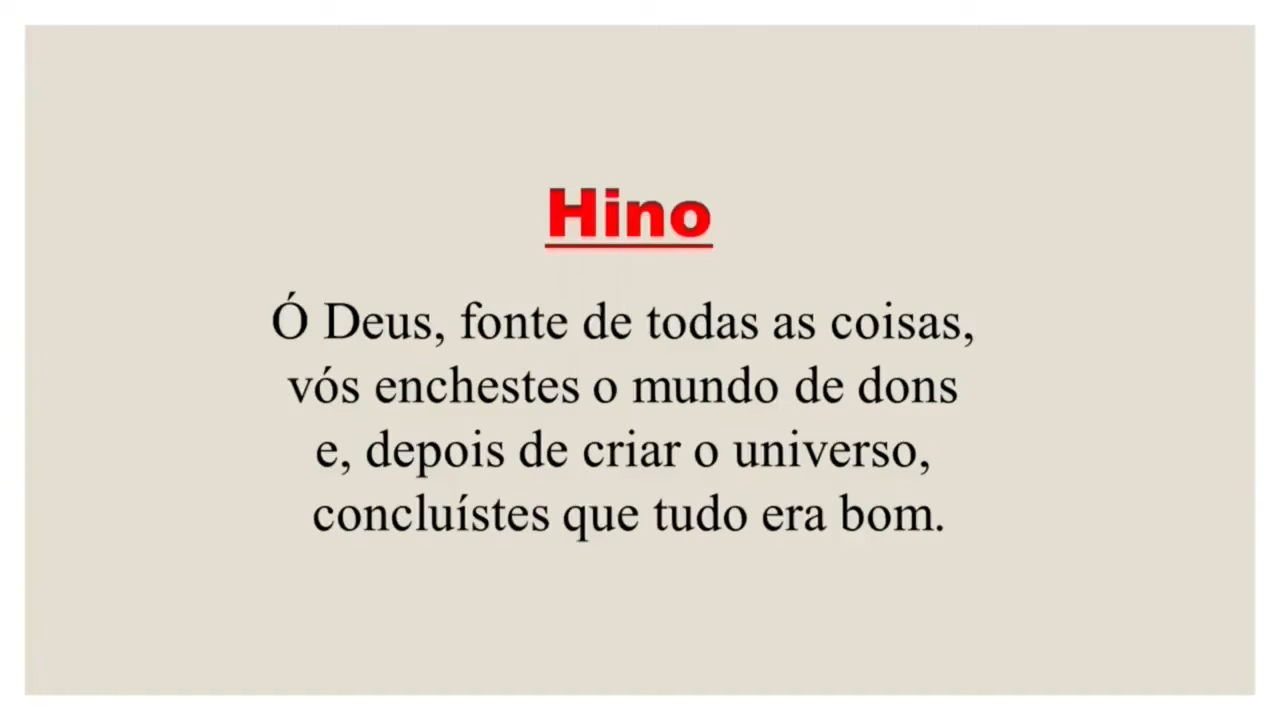 Hino
Ó Deus, fonte de todas as coisas,
vós enchestes o mundo de dons
e, depois de criar o universo,
concluístes que tudo era bom.